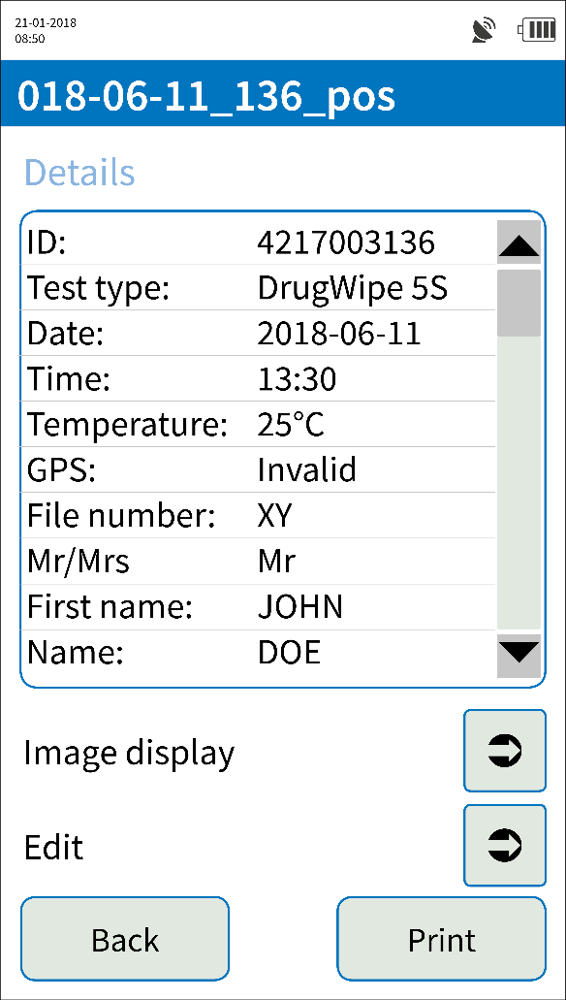 21-01-2018
08:50
018-06-11_136_pos
Details
ID: 4217003136
Test type: DrugWipe 5S
Date: 2018-06-11
Time: 13:30
Temperature: 25°C
GPS: Invalid
File number: XY
Mr/Mrs Mr
First name: JOHN
Name: DOE
Image display
Edit
Back Print